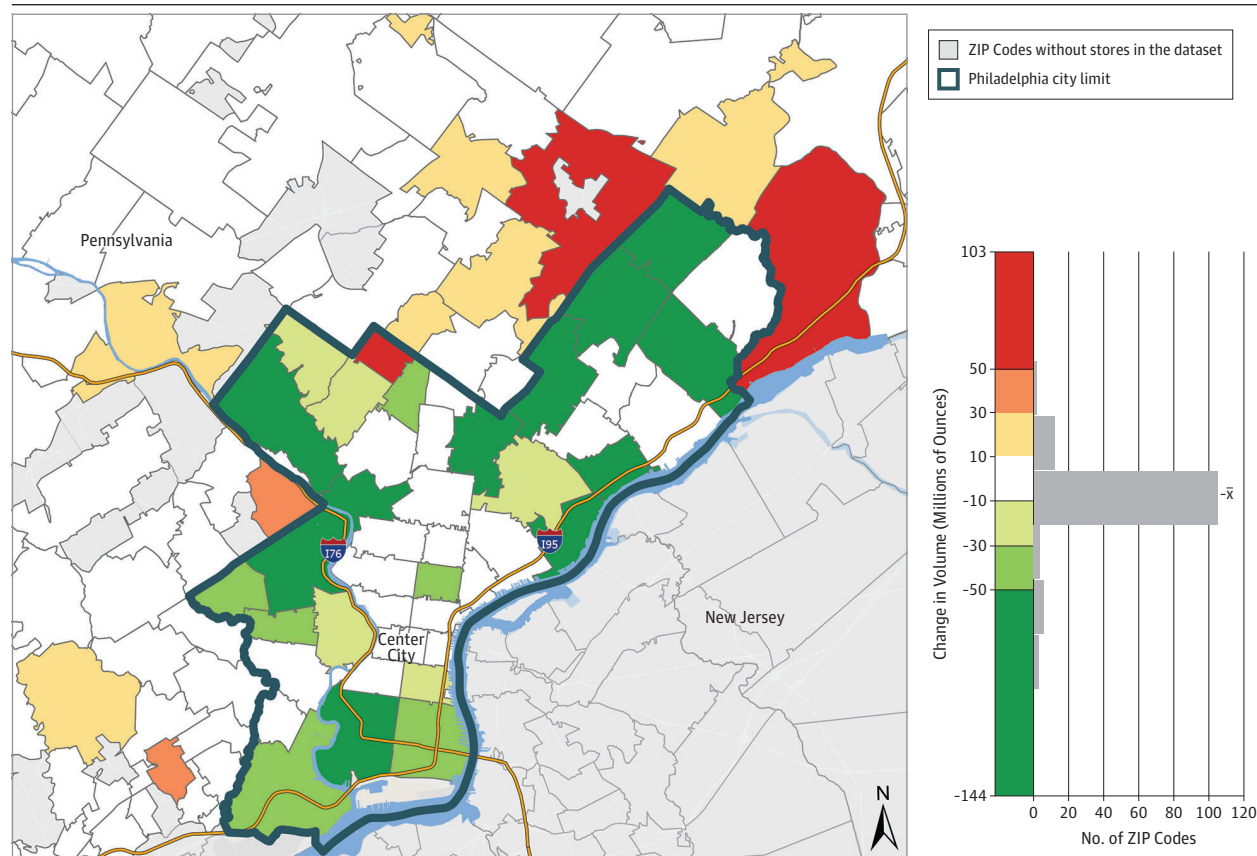 ZIP Codes without stores in the dataset
Philadelphia city limit
Pennsylvania
I76
I95
Center
City
New Jersey
N
Change in Volume (Millions of Ounces)
103
50
30
10
-10
-30
-50
-144
-x̄
0 20 40 60 80 100 120
No. of ZIP Codes